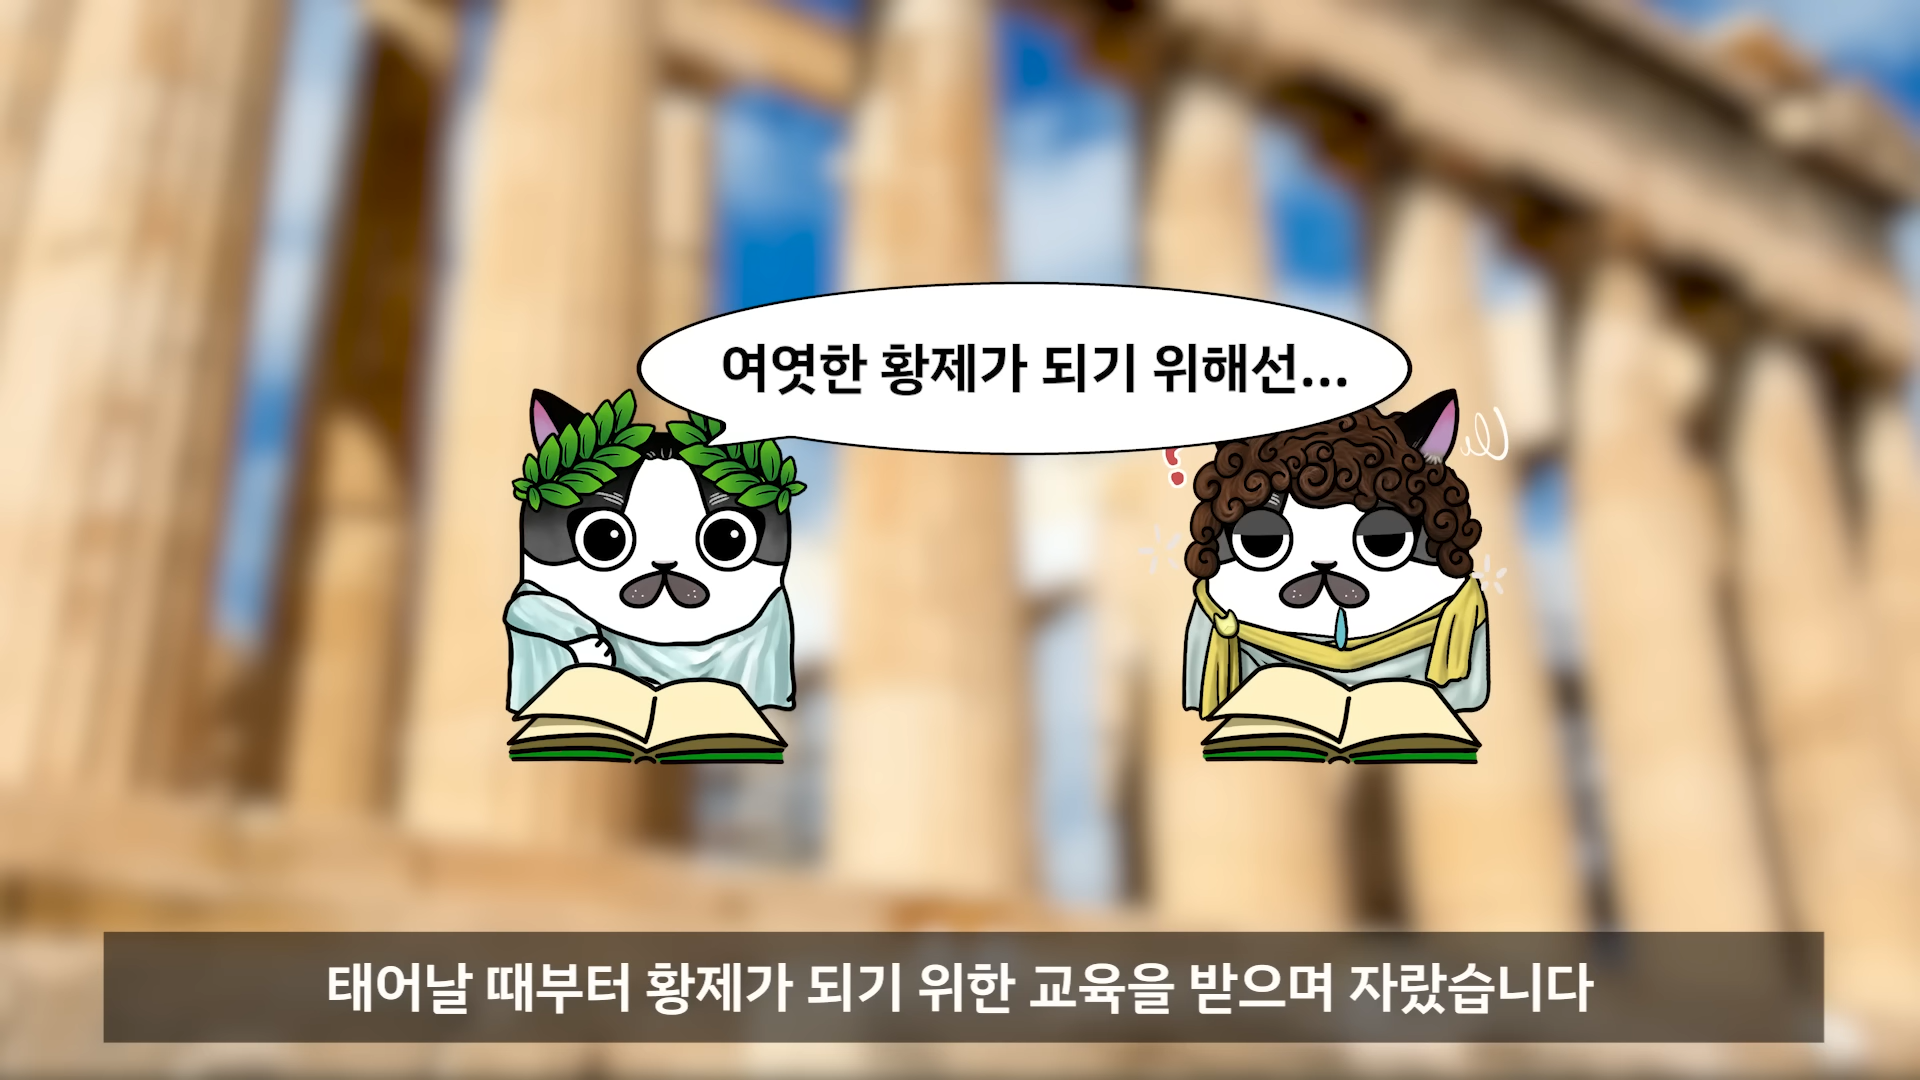 여엿한 황제가 되기 위해선...
태어날 때부터 황제가 되기 위한 교육을 받으며 자랐습니다